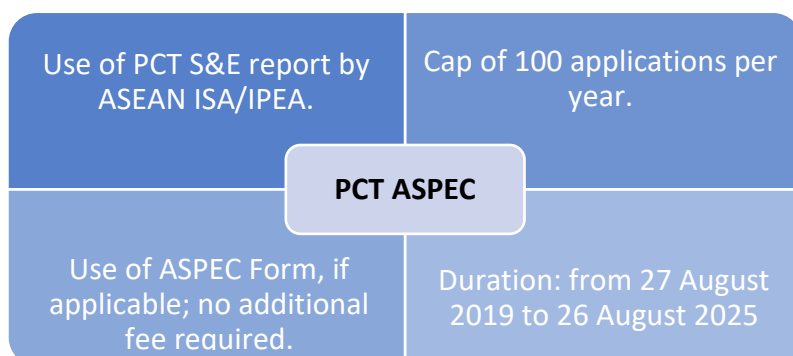 Use of PCT S&E report by
ASEAN ISA/IPEA.
Cap of 100 applications per
year.
PCT ASPEC
Use of ASPEC Form, if
applicable; no additional
fee required.
Duration: from 27 August
2019 to 26 August 2025